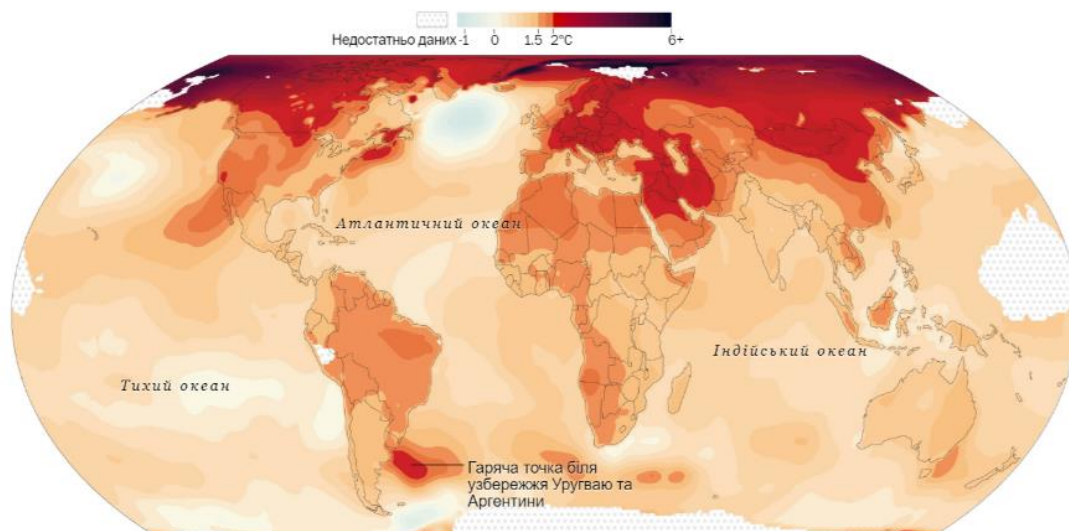 Недостатньо даних -1 0 1.5 2°C 6+
Атлантичний океан
Індійський океан
Тихий океан
Гаряча точка біля
узбережжя Уругваю та
Аргентини